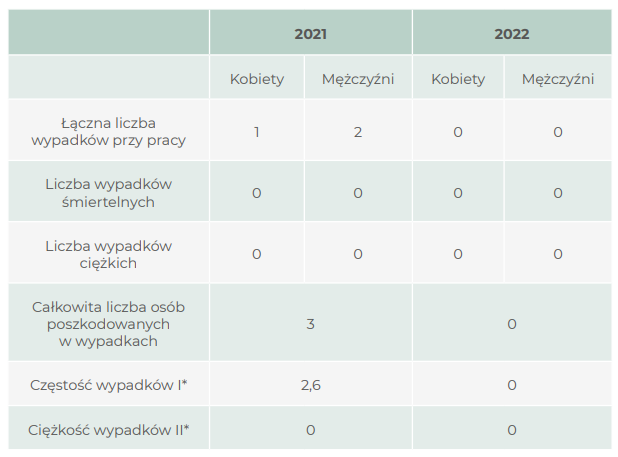 2021 2022
Kobiety Mężczyźni Kobiety Mężczyźni
Łączna liczba
wypadków przy pracy
1 2 0 0
Liczba wypadków
śmiertelnych
0 0 0 0
Liczba wypadków
ciężkich
0 0 0 0
Całkowita liczba osób
poszkodowanych
w wypadkach
3 0
Częstość wypadków I* 2,6 0
Ciężkość wypadków II* 0 0